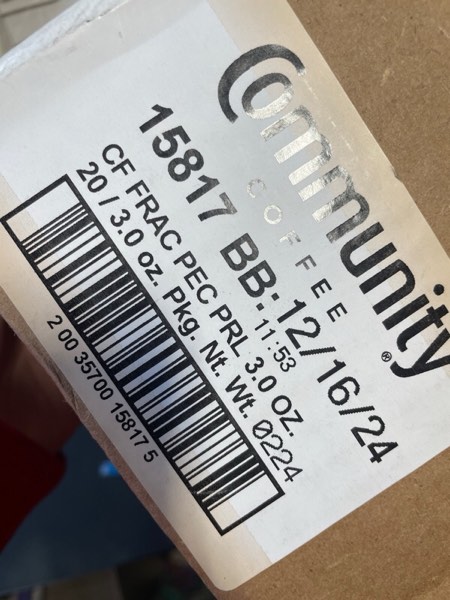 Community®
COFFEE
15817 BB: 12/16/24
11:53
CF FRAC PEC PRL 3.0 OZ.
20 / 3.0 oz. Pkg. Nt. Wt. 0224
2 00 35700 15817 5